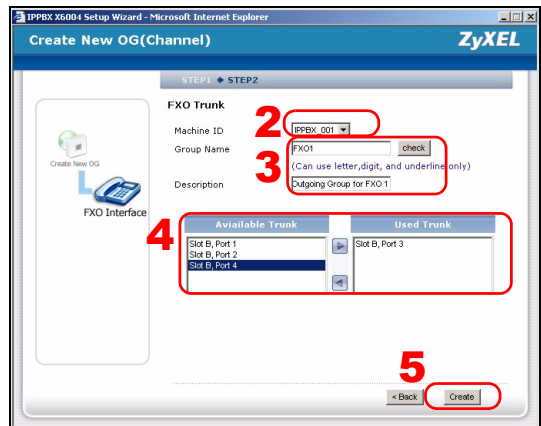 IPPBX X6004 Setup Wizard - Microsoft Internet Explorer
Create New OG(Channel)
ZyXEL
STEP1 STEP2
FXO Trunk
2
Machine ID
IPPBX_001
3
Group Name
FXO1
check
(Can use letter,digit, and underline only)
Description
Outgoing Group for FXO 1
Create New OG
FXO Interface
4
Aviailable Trunk
Used Trunk
Slot B, Port 1
Slot B, Port 2
Slot B, Port 4
Slot B, Port 3
5
< Back
Create